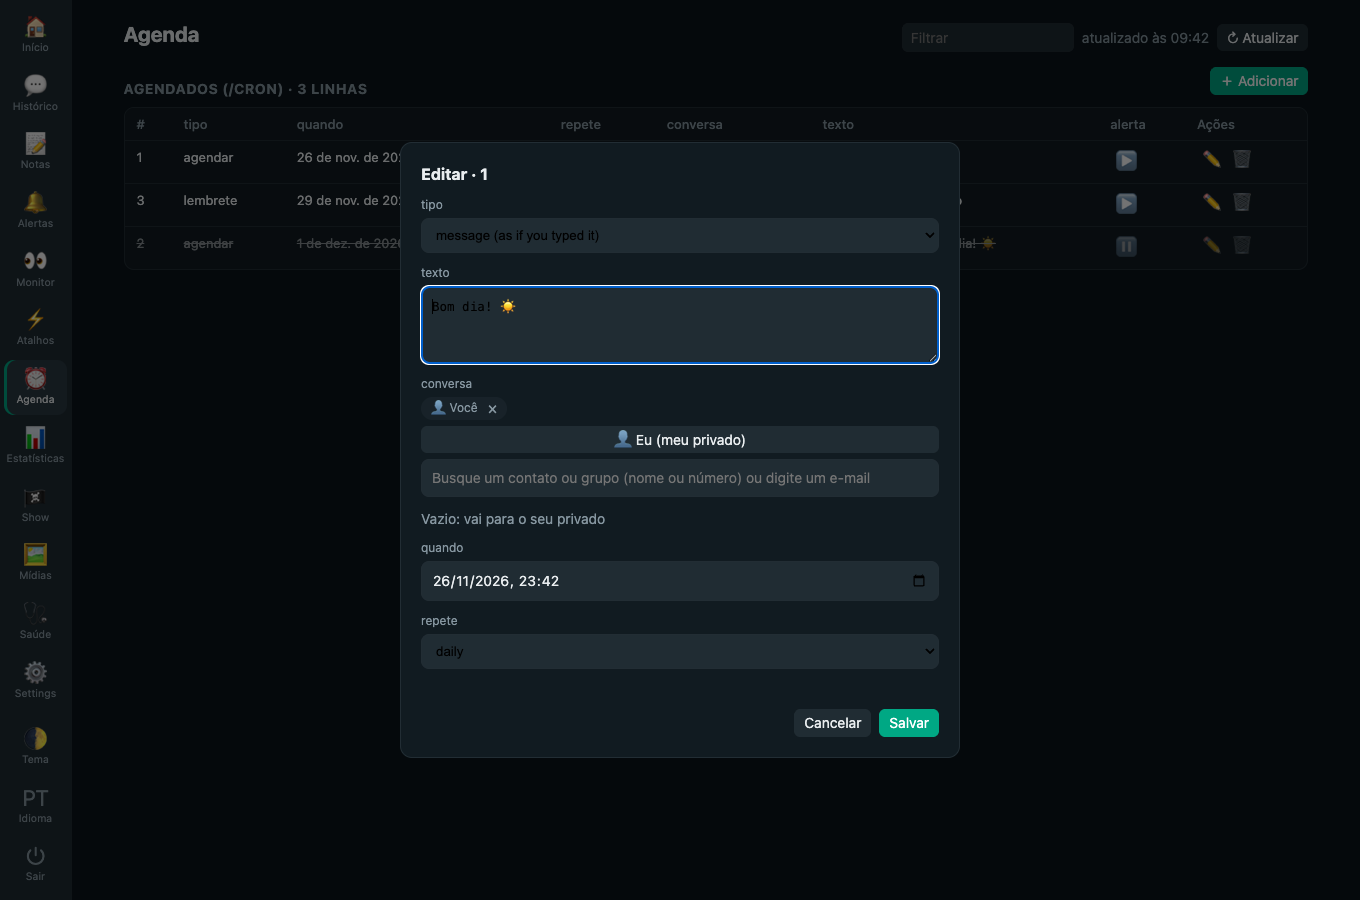 Início
Histórico
Notas
Alertas
Monitor
Atalhos
Agenda
Estatísticas
Show
Mídias
Saúde
Settings
Tema
PT
Idioma
Sair
Agenda
Filtrar
atualizado às 09:42
Atualizar
AGENDADOS (/CRON) · 3 LINHAS
+ Adicionar
# tipo quando repete conversa texto alerta Ações
1 agendar 26 de nov. de
3 lembrete 29 de nov. de
2 agendar 1 de dez. de 2026
Editar · 1
tipo
message (as if you typed it)
texto
Bom dia! ☀️
conversa
👤 Você ×
👤 Eu (meu privado)
Busque um contato ou grupo (nome ou número) ou digite um e-mail
Vazio: vai para o seu privado
quando
26/11/2026, 23:42
repete
daily
Cancelar
Salvar